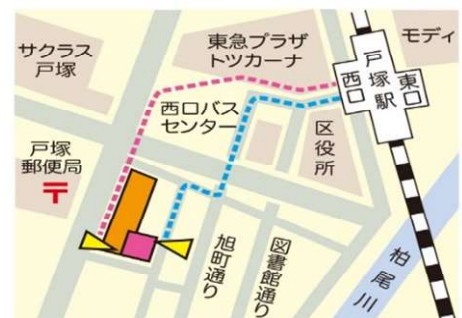 サクラス
戸塚
東急プラザ
トツカーナ
モディ
戸塚駅
西口
東口
西口バス
センター
区役所
戸塚
郵便局
〒
旭町通り
図書館通り
柏尾川